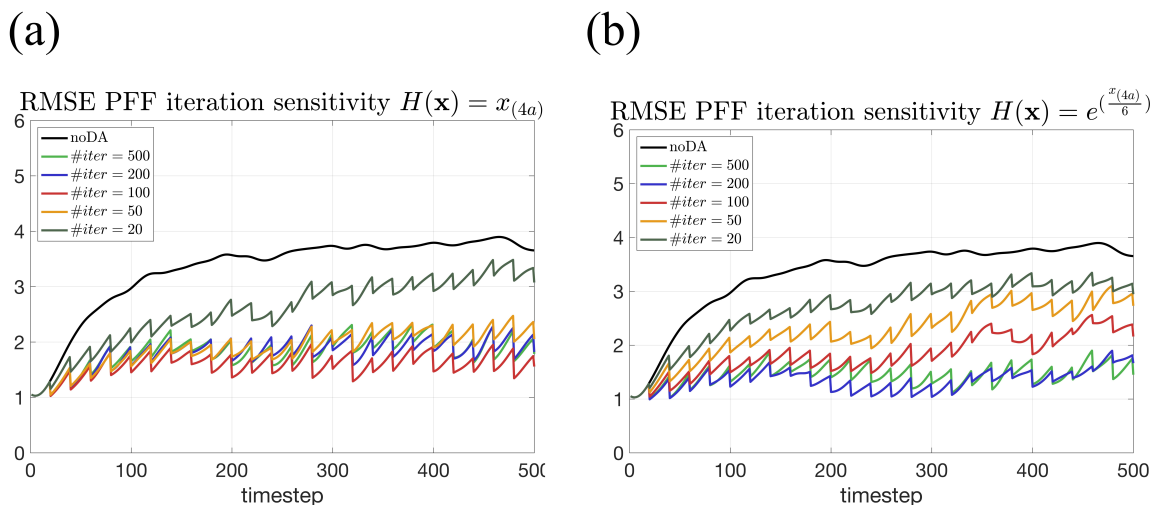 (a)
RMSE PFF iteration sensitivity H(x) = x_(4a)
6
5
4
3
2
1
0
noDA
#iter = 500
#iter = 200
#iter = 100
#iter = 50
#iter = 20
0 100 200 300 400 500
timestep
(b)
RMSE PFF iteration sensitivity H(x) = e^(x_(4a)/6)
6
5
4
3
2
1
0
noDA
#iter = 500
#iter = 200
#iter = 100
#iter = 50
#iter = 20
0 100 200 300 400 500
timestep